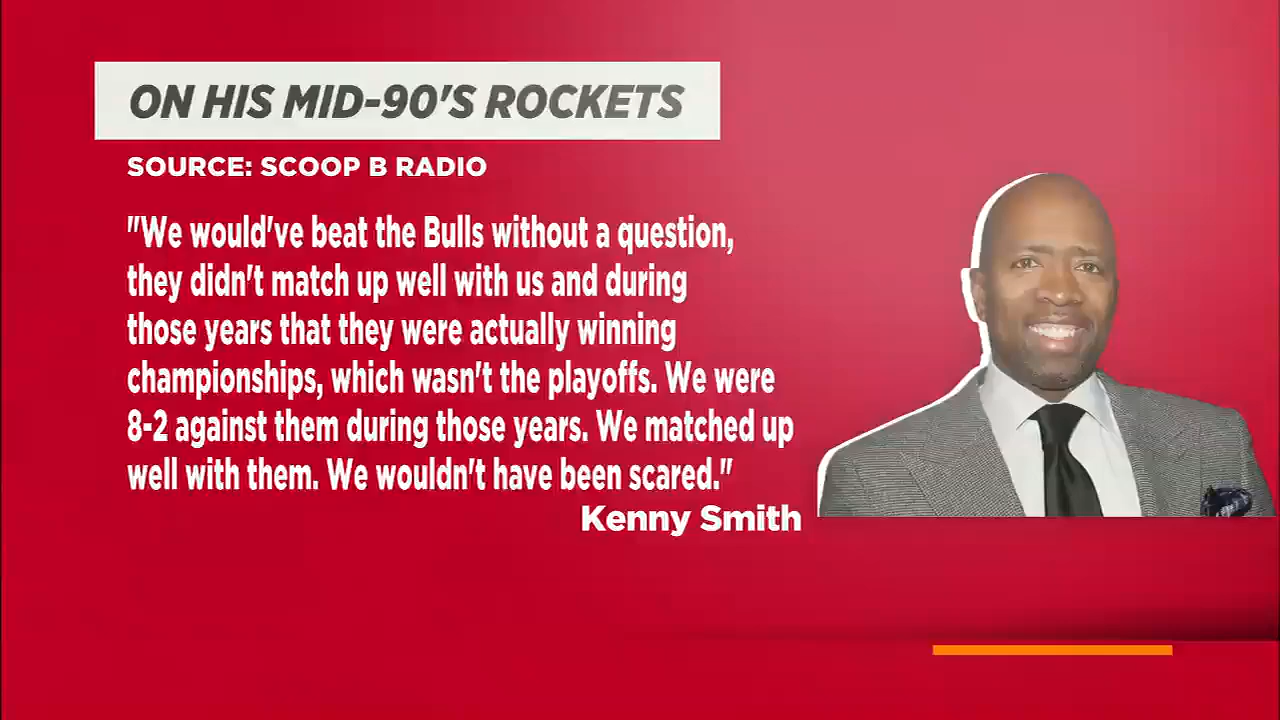 ON HIS MID-90'S ROCKETS
SOURCE: SCOOP B RADIO
"We would've beat the Bulls without a question,
they didn't match up well with us and during
those years that they were actually winning
championships, which wasn't the playoffs. We were
8-2 against them during those years. We matched up
well with them. We wouldn't have been scared."
Kenny Smith